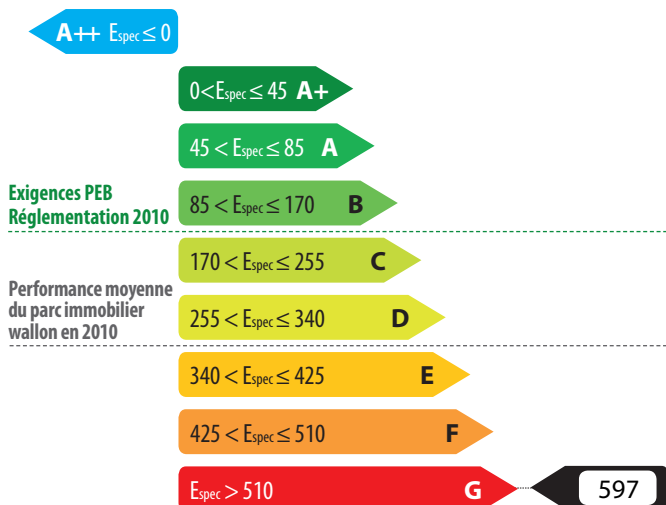 A++ Espec ≤ 0
0<Espec ≤ 45 A+
45 < Espec ≤ 85 A
Exigences PEB
Réglementation 2010
85 < Espec ≤ 170 B
170 < Espec ≤ 255 C
Performance moyenne
du parc immobilier
wallon en 2010
255 < Espec ≤ 340 D
340 < Espec ≤ 425 E
425 < Espec ≤ 510 F
Espec > 510 G
597